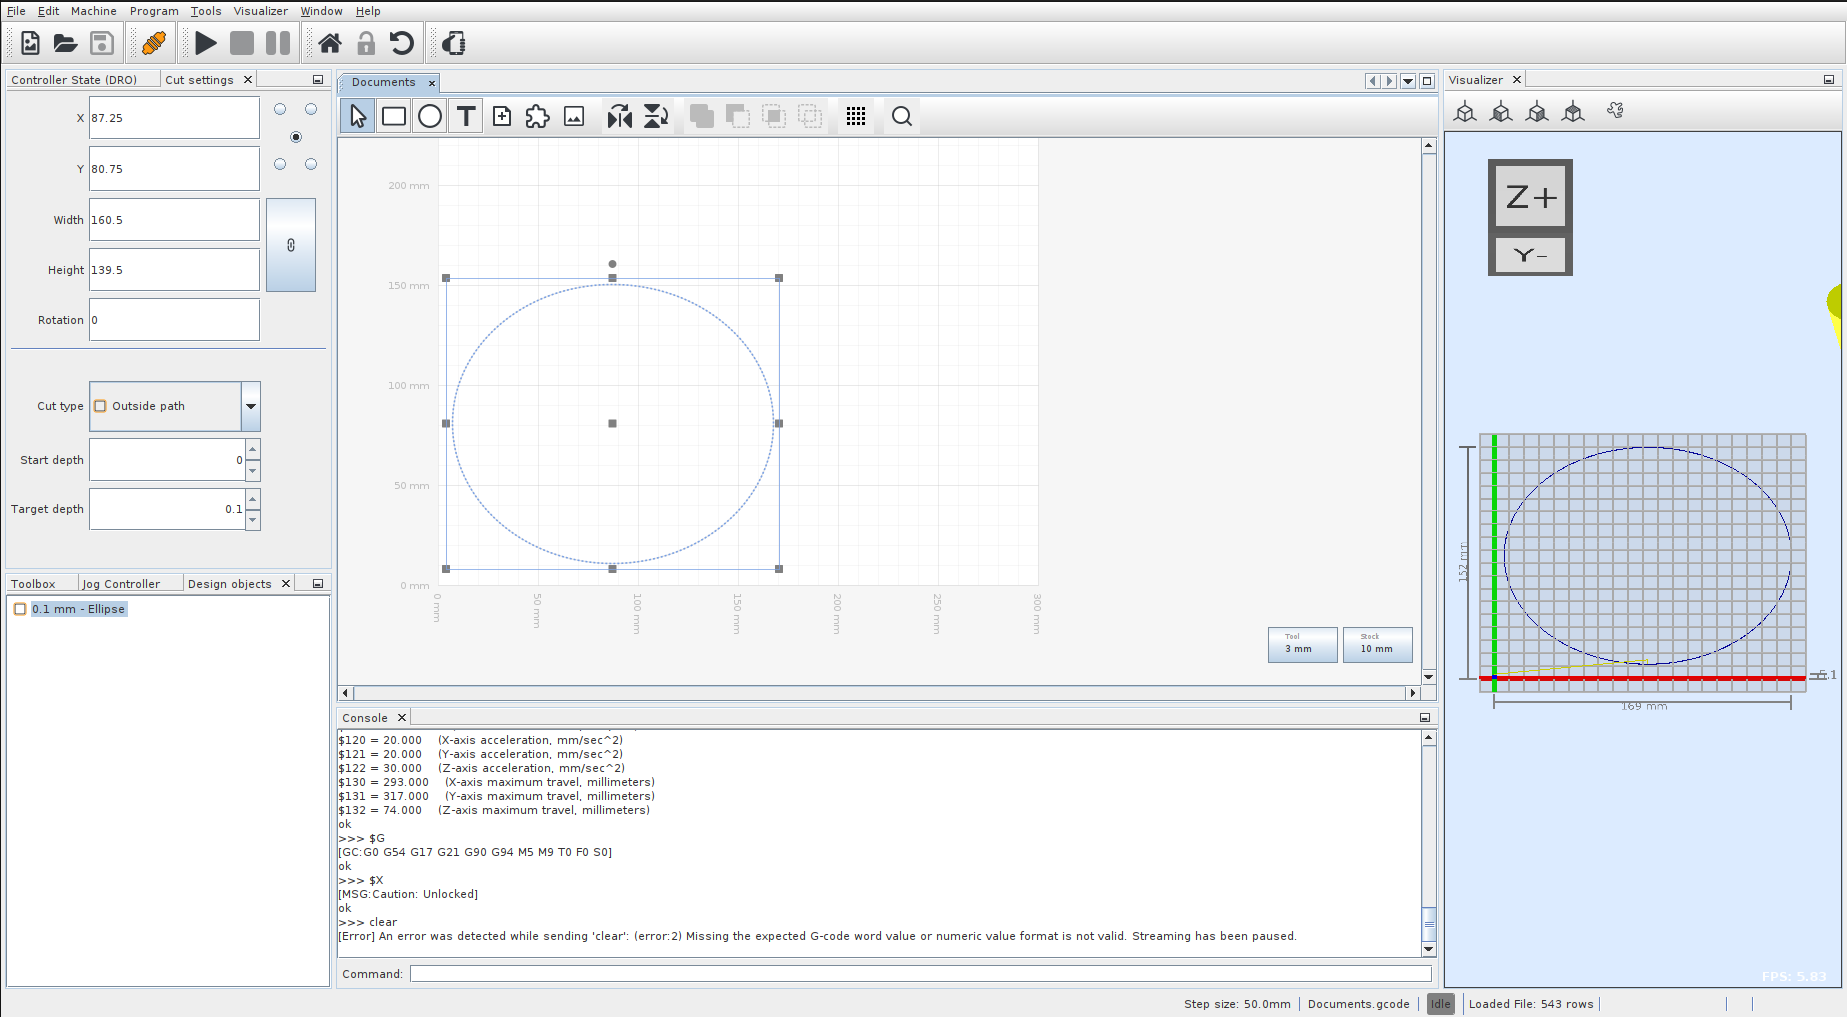 File Edit Machine Program Tools Visualizer Window Help
Controller State (DRO) Cut settings
X 87.25
Y 80.75
Width 160.5
Height 139.5
Rotation 0
Cut type Outside path
Start depth 0
Target depth 0.1
Toolbox Jog Controller Design objects
0.1 mm - Ellipse
Documents
T
200 mm
150 mm
100 mm
50 mm
0 mm
0 mm
50 mm
100 mm
150 mm
200 mm
250 mm
300 mm
Tool
3 mm
Stock
10 mm
Console
$120 = 20.000 (X-axis acceleration, mm/sec^2)
$121 = 20.000 (Y-axis acceleration, mm/sec^2)
$122 = 30.000 (Z-axis acceleration, mm/sec^2)
$130 = 293.000 (X-axis maximum travel, millimeters)
$131 = 317.000 (Y-axis maximum travel, millimeters)
$132 = 74.000 (Z-axis maximum travel, millimeters)
ok
>>> $G
[GC:G0 G54 G17 G21 G90 G94 M5 M9 T0 F0 S0]
ok
>>> $X
[MSG:Caution: Unlocked]
ok
>>> clear
[Error] An error was detected while sending 'clear': (error:2) Missing the expected G-code word value or numeric value format is not valid. Streaming has been paused.
Command:
Visualizer
Z+
Y-
152 mm
169 mm
FPS: 5.83
Step size: 50.0mm Documents.gcode Idle Loaded File: 543 rows